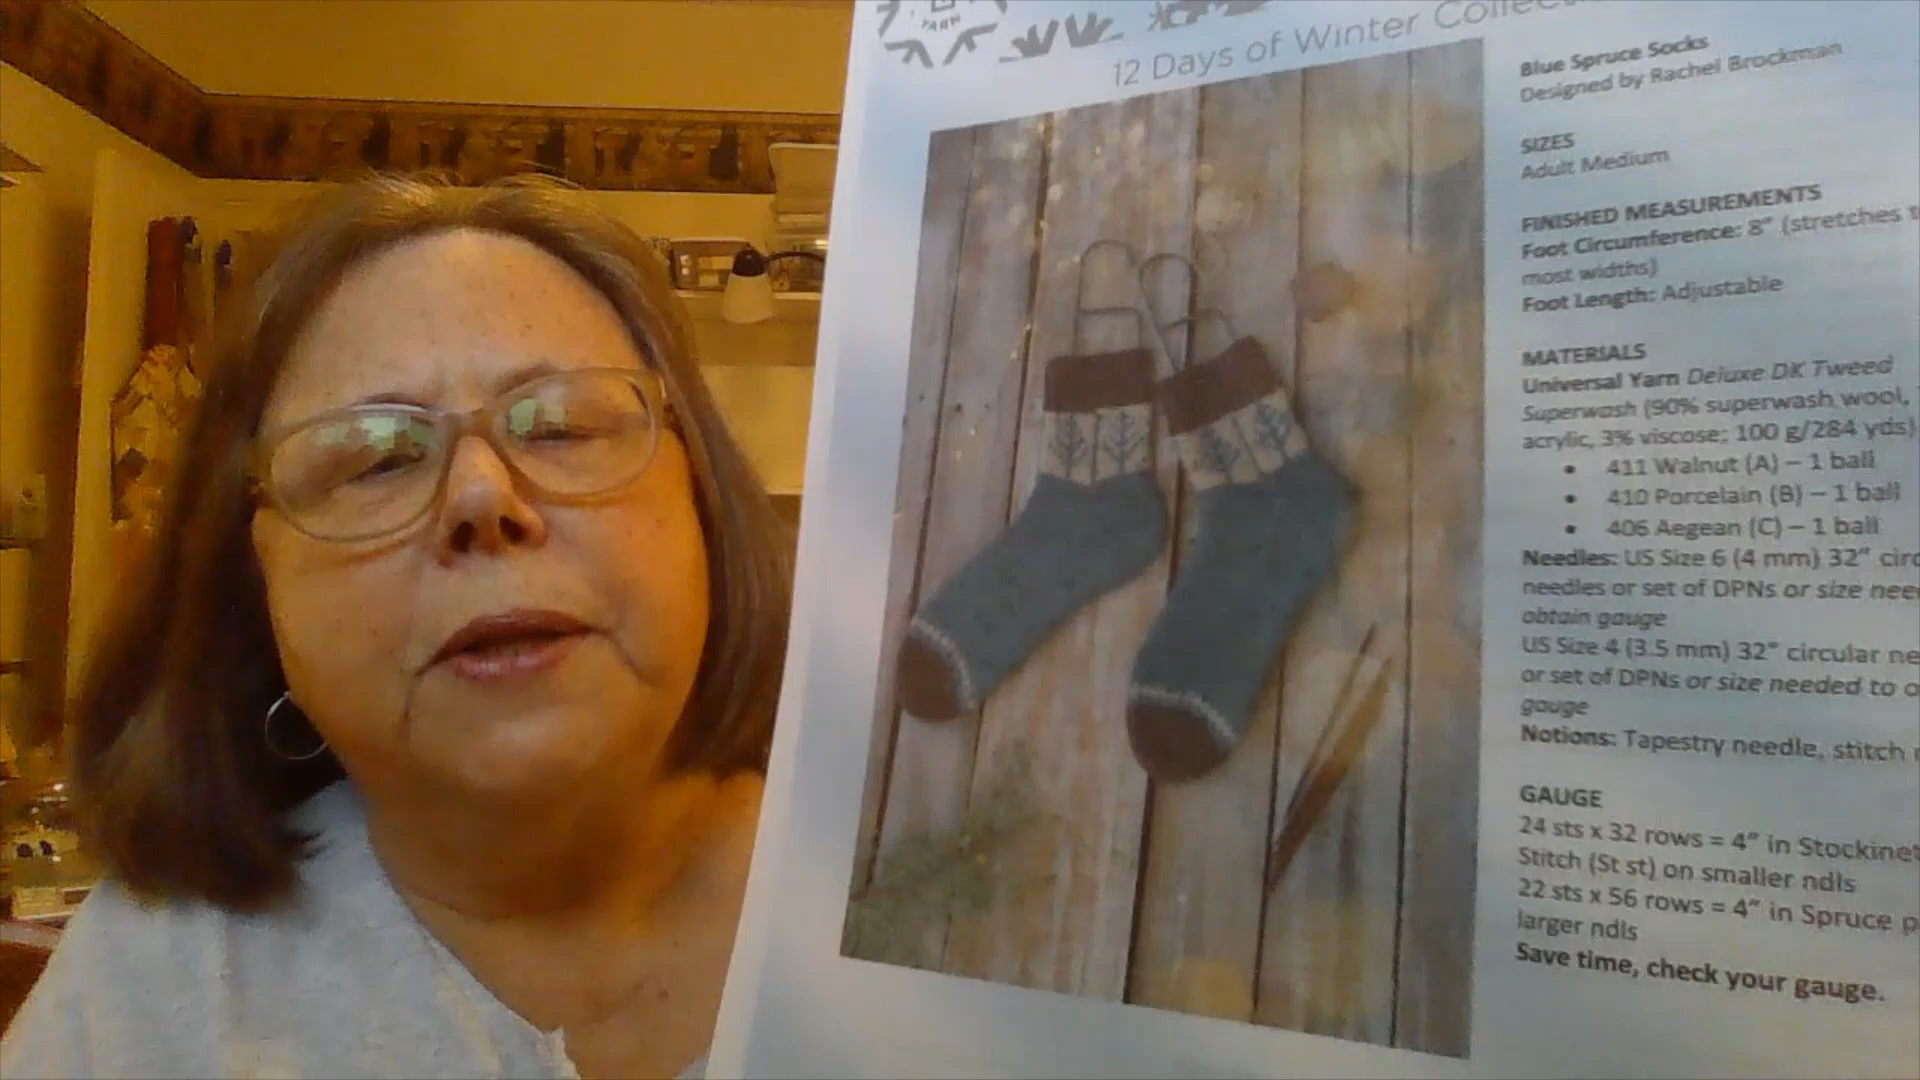 YARN
12 Days of Winter
Blue Spruce Socks
Designed by Rachel Brockman
SIZES
Adult Medium
FINISHED MEASUREMENTS
Foot Circumference: 8" (stretches
most widths)
Foot Length: Adjustable
MATERIALS
Universal Yarn Deluxe DK Tweed
Superwash (90% superwash wool,
acrylic, 3% viscose; 100 g/284 yds)
• 411 Walnut (A) – 1 ball
• 410 Porcelain (B) – 1 ball
• 406 Aegean (C) – 1 ball
Needles: US Size 6 (4 mm) 32"
needles or set of DPNs or size
obtain gauge
US Size 4 (3.5 mm) 32" circular
or set of DPNs or size needed to
gauge
Notions: Tapestry needle, stitch
GAUGE
24 sts x 32 rows = 4" in
Stitch (St st) on smaller ndls
22 sts x 56 rows = 4" in Spruce
larger ndls
Save time, check your gauge.